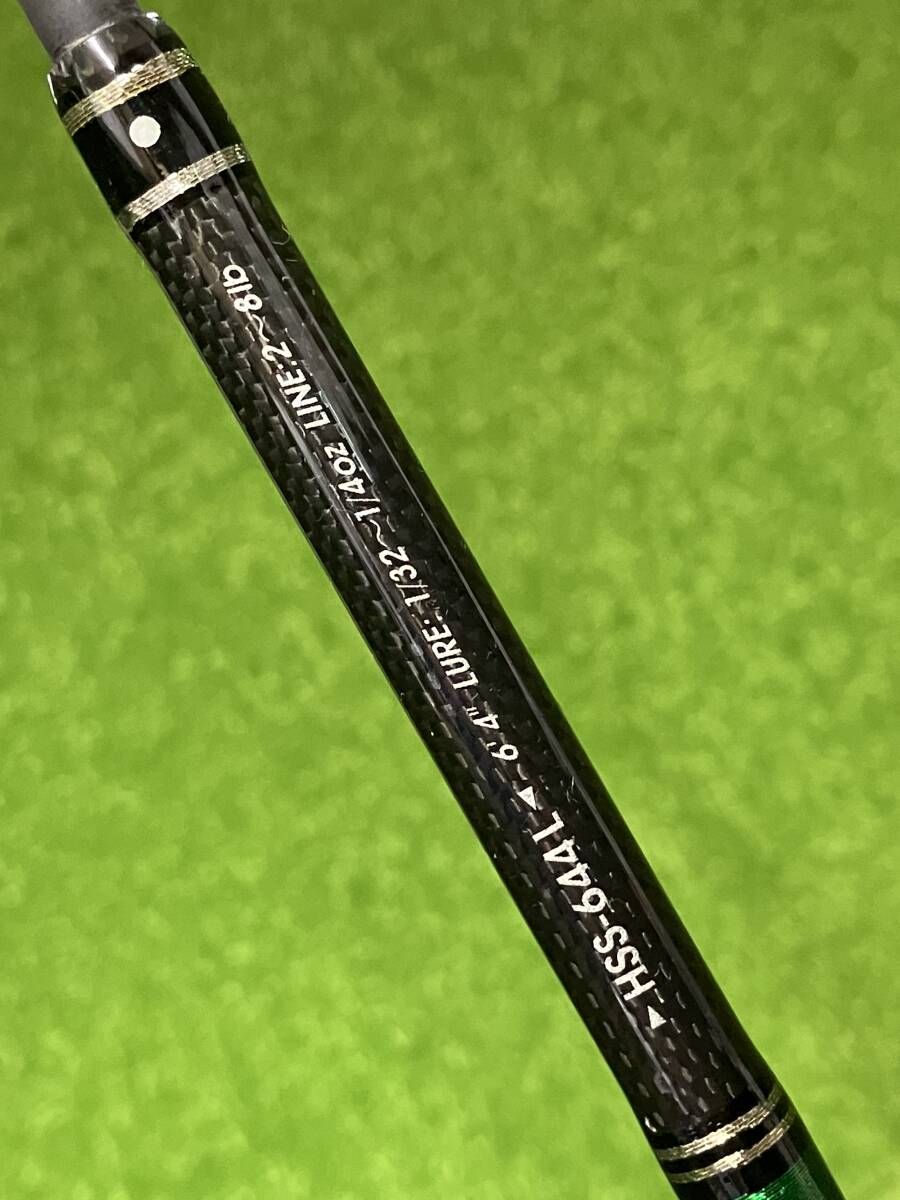 ▶HSS-644L◀ 6'4" LURE:1/32~1/4oz LINE:2~8lb